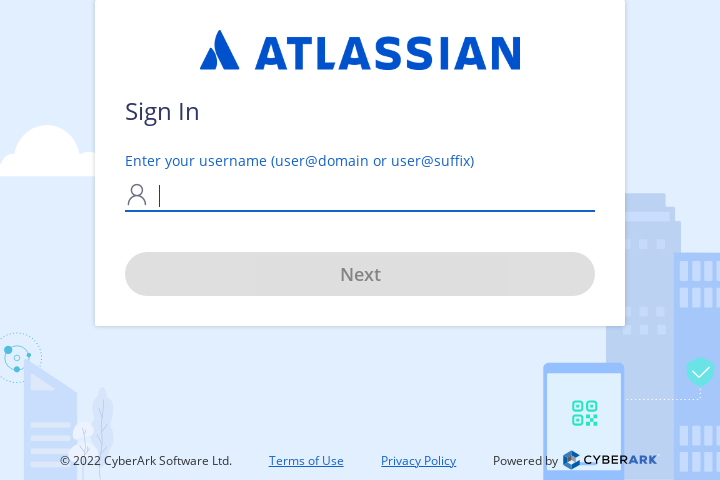 ATLASSIAN
Sign In
Enter your username (user@domain or user@suffix)
Next
© 2022 CyberArk Software Ltd. Terms of Use Privacy Policy Powered by CYBERARK